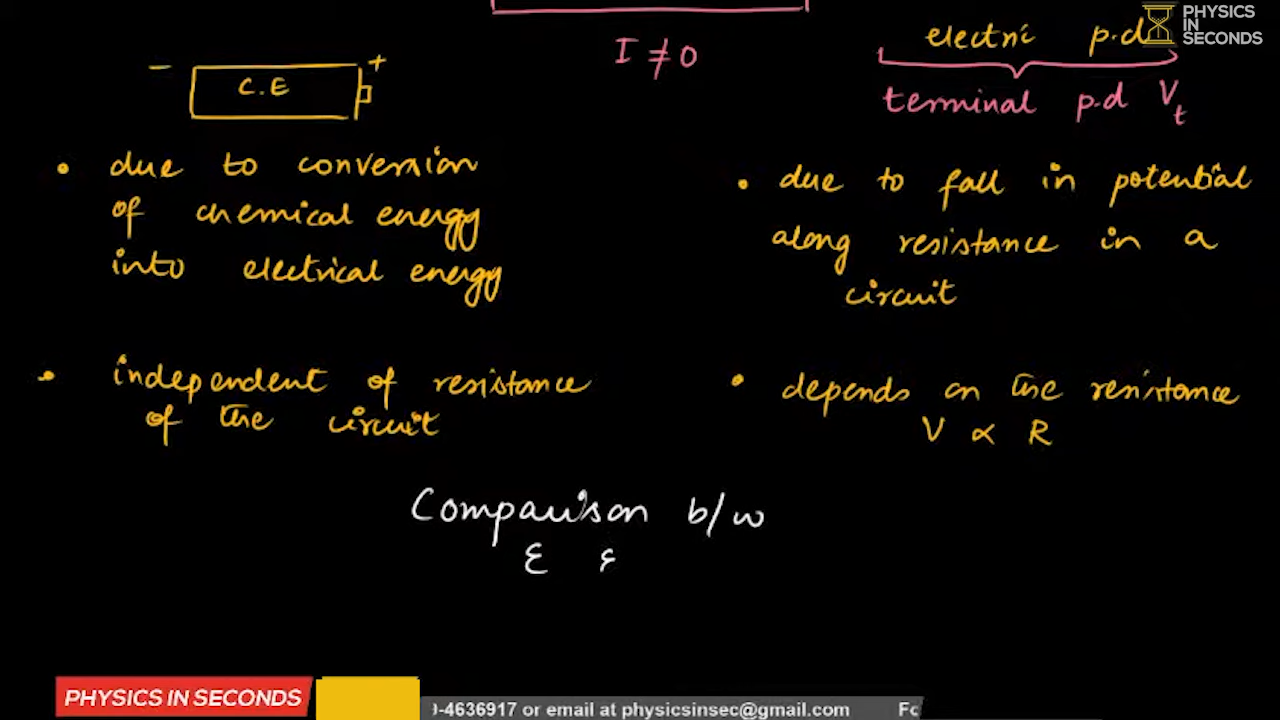 PHYSICS
IN
SECONDS
electric p.d
I ≠ 0
terminal p.d Vt
− +
C.E
• due to conversion
of chemical energy
into electrical energy
• due to fall in potential
along resistance in a
circuit
• independent of resistance
of the circuit
• depends on the resistance
V ∝ R
Comparison b/w
ε
PHYSICS IN SECONDS
-4636917 or email at physicsinsec@gmail.com